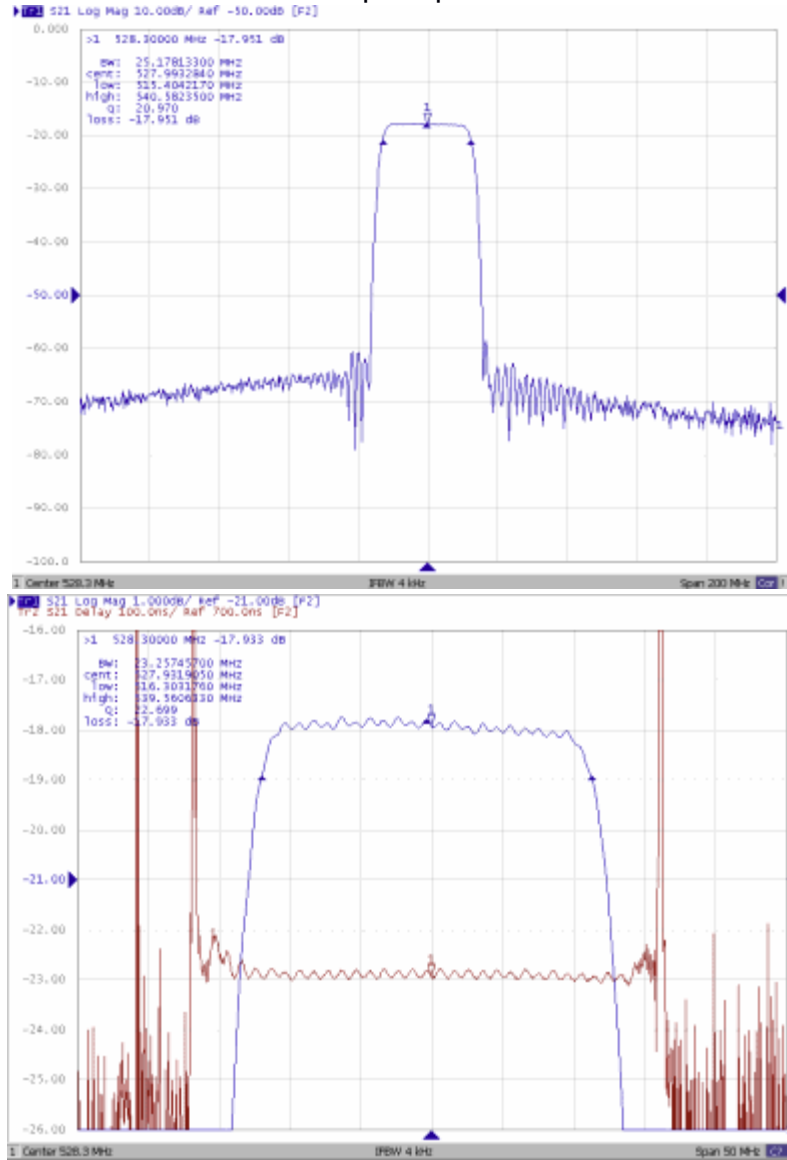 Tr1 S21 Log Mag 10.00dB/ Ref -50.00dB [F2]
0.000
>1 528.30000 MHz -17.951 dB
BW: 25.17813300 MHz
cent: 527.9932840 MHz
low: 515.4042170 MHz
high: 540.5823500 MHz
Q: 20.970
loss: -17.951 dB
-10.00
1
-20.00
-30.00
-40.00
-50.00
-60.00
-70.00
-80.00
-90.00
-100.0
1 Center 528.3 MHz IFBW 4 kHz Span 200 MHz Cor !
Tr1 S21 Log Mag 1.000dB/ Ref -21.00dB [F2]
Tr2 S21 Delay 100.0ns/ Ref 700.0ns [F2]
-16.00
>1 528.30000 MHz -17.933 dB
BW: 23.25745700 MHz
cent: 527.9319050 MHz
low: 516.3031760 MHz
high: 539.5606330 MHz
Q: 22.699
loss: -17.933 dB
-17.00
1
-18.00
-19.00
-20.00
-21.00
-22.00
1
-23.00
-24.00
-25.00
-26.00
1 Center 528.3 MHz IFBW 4 kHz Span 50 MHz